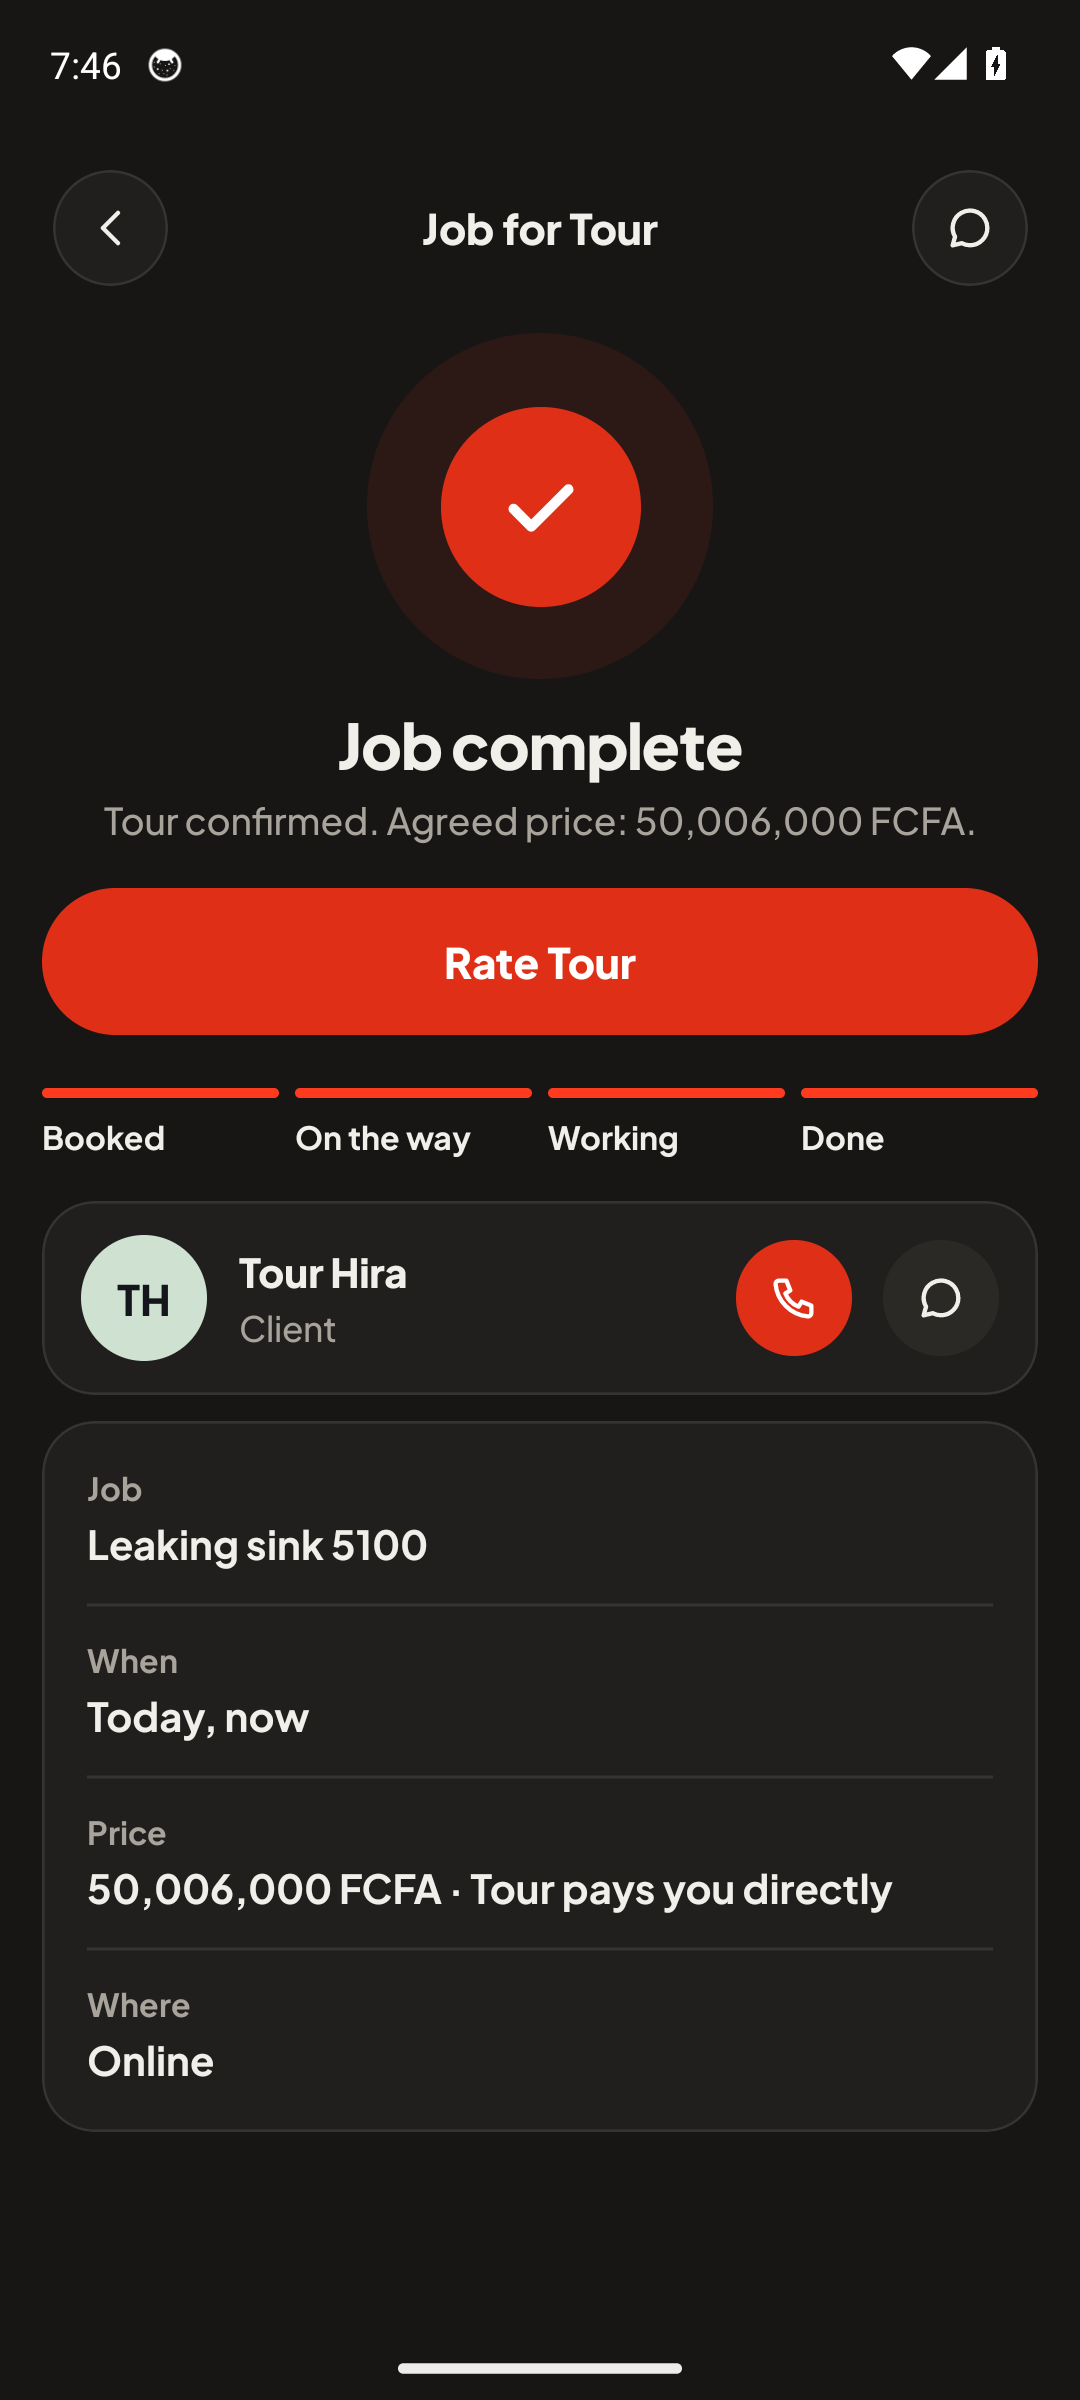 7:46
Job for Tour
Job complete
Tour confirmed. Agreed price: 50,006,000 FCFA.
Rate Tour
Booked
On the way
Working
Done
TH
Tour Hira
Client
Job
Leaking sink 5100
When
Today, now
Price
50,006,000 FCFA · Tour pays you directly
Where
Online